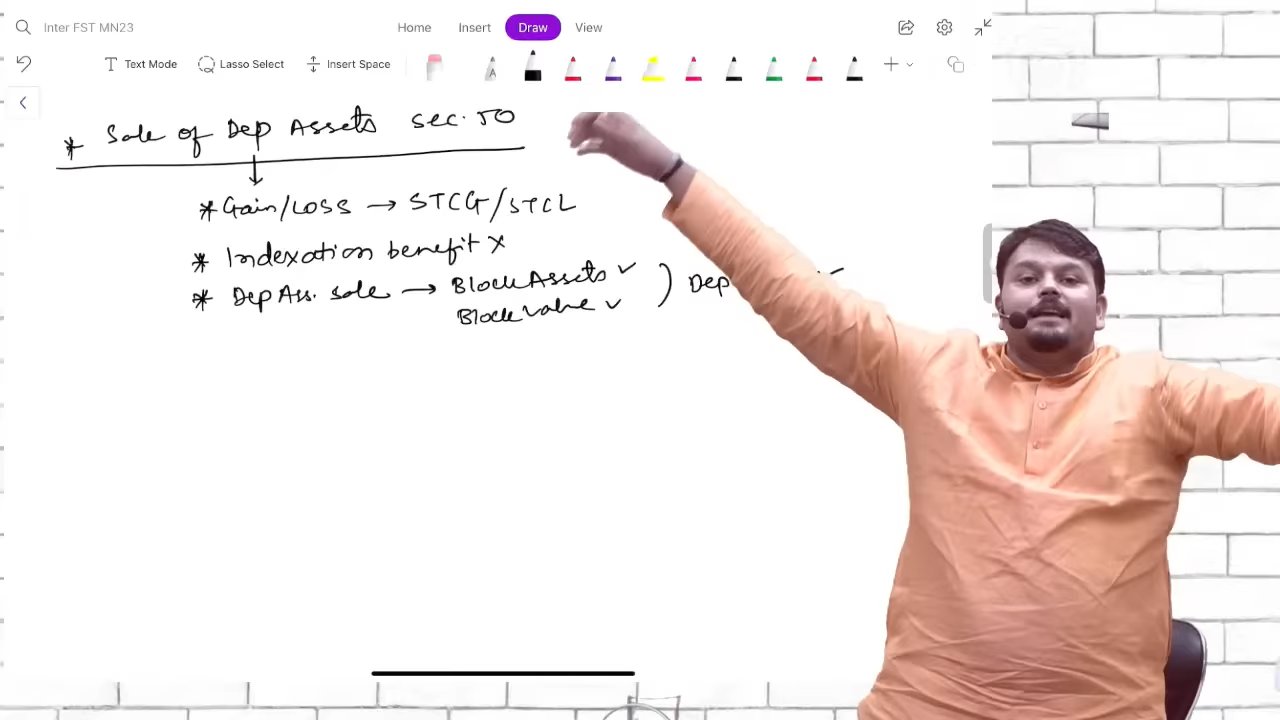 Inter FST MN23
Home Insert Draw View
Text Mode Lasso Select Insert Space
* Sale of Dep Assets sec. 50
* Gain/Loss → STCG/STCL
* Indexation benefit ×
* Dep Ass. sale → Block Assets ✓ ) Dep ✓
Block value ✓